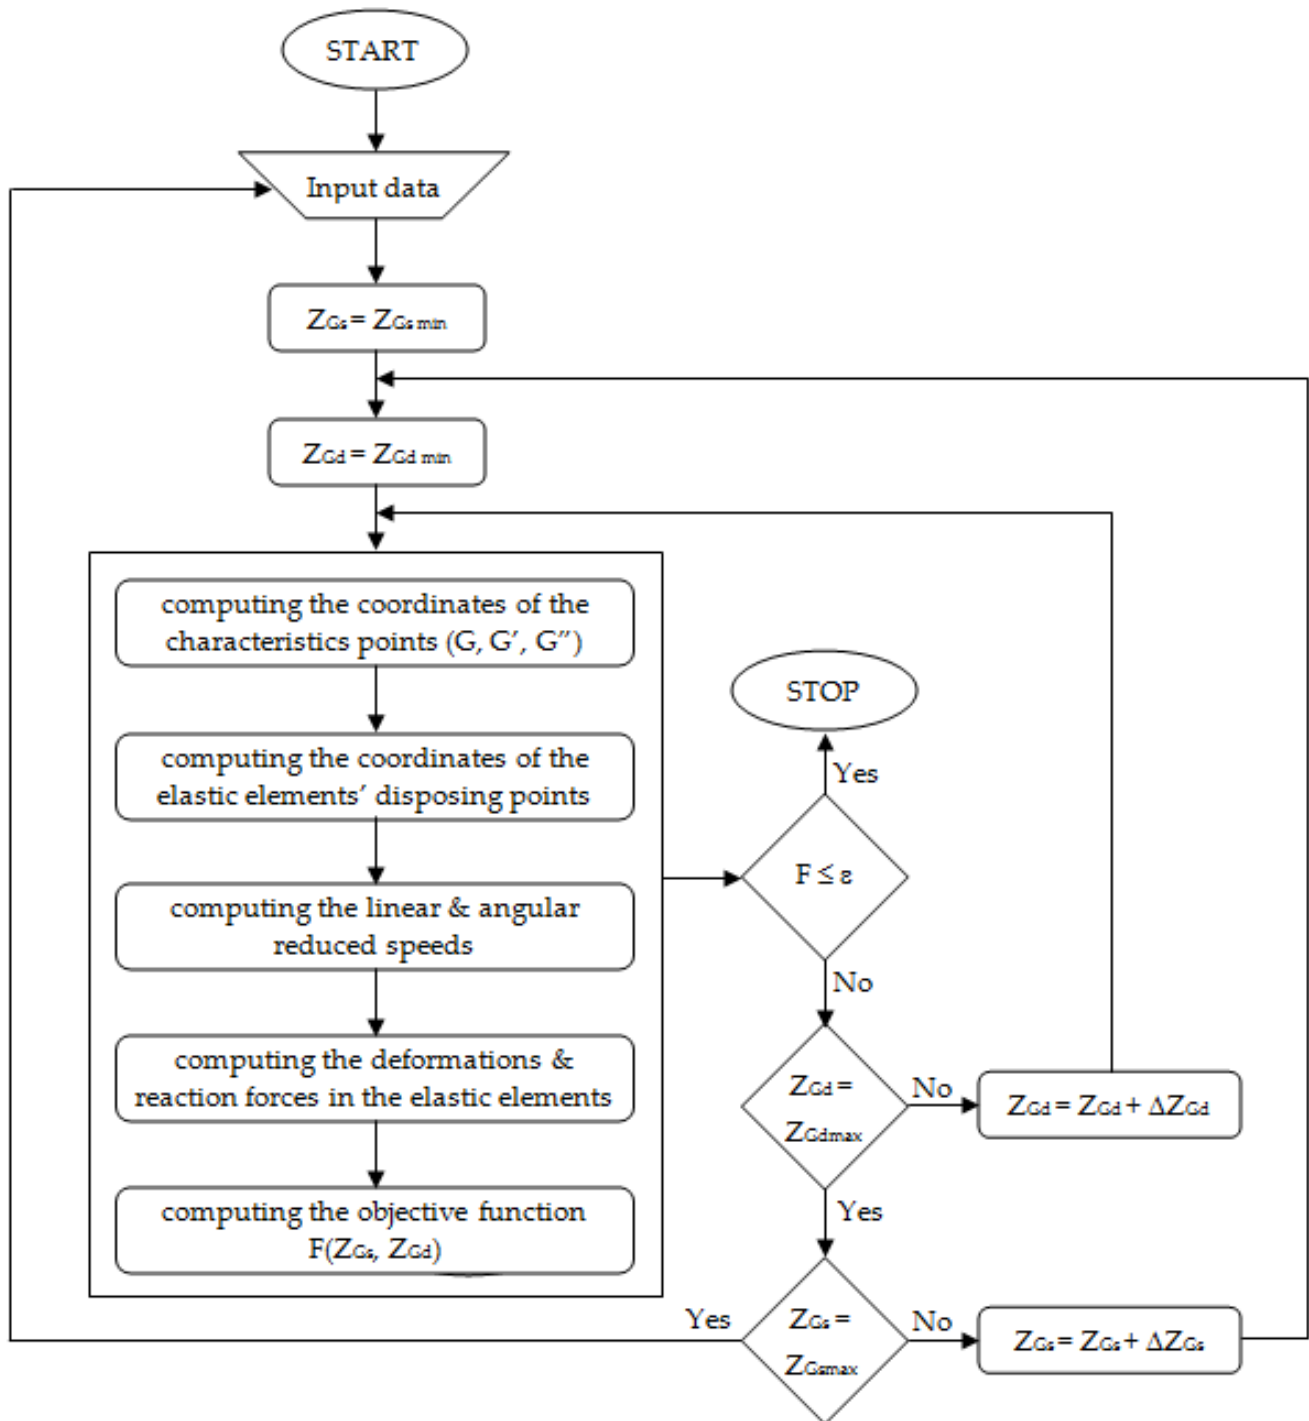 START
Input data
ZGs = ZGs min
ZGd = ZGd min
computing the coordinates of the
characteristics points (G, G′, G″)
computing the coordinates of the
elastic elements′ disposing points
computing the linear & angular
reduced speeds
computing the deformations &
reaction forces in the elastic elements
computing the objective function
F(ZGs, ZGd)
STOP
Yes
F ≤ ε
No
ZGd =
ZGdmax
No
ZGd = ZGd + ΔZGd
Yes
ZGs =
ZGsmax
Yes
No
ZGs = ZGs + ΔZGs